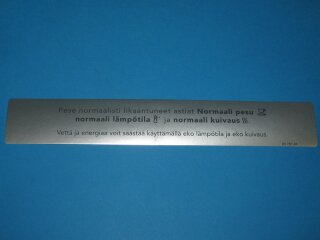 Pese normaalisti likaantuneet astiat Normaali pesu
normaali lämpötila ja normaali kuivaus
Vettä ja energiaa voit säästää käyttämällä eko lämpötila ja eko kuivaus.